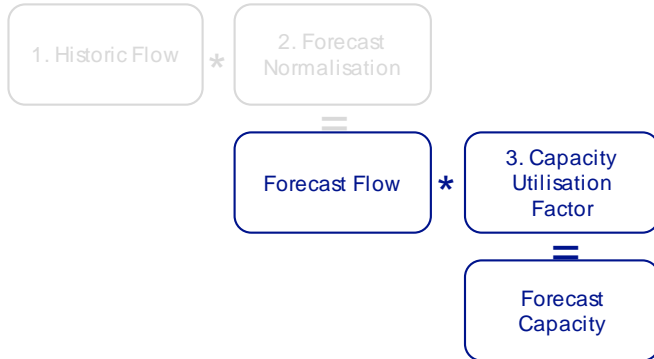 1. Historic Flow
*
2. Forecast
Normalisation
=
Forecast Flow
*
3. Capacity
Utilisation
Factor
=
Forecast
Capacity